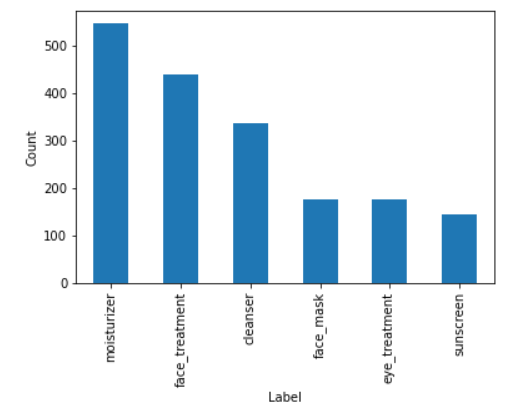 500
400
300
200
100
0
Count
moisturizer
face_treatment
cleanser
face_mask
eye_treatment
sunscreen
Label